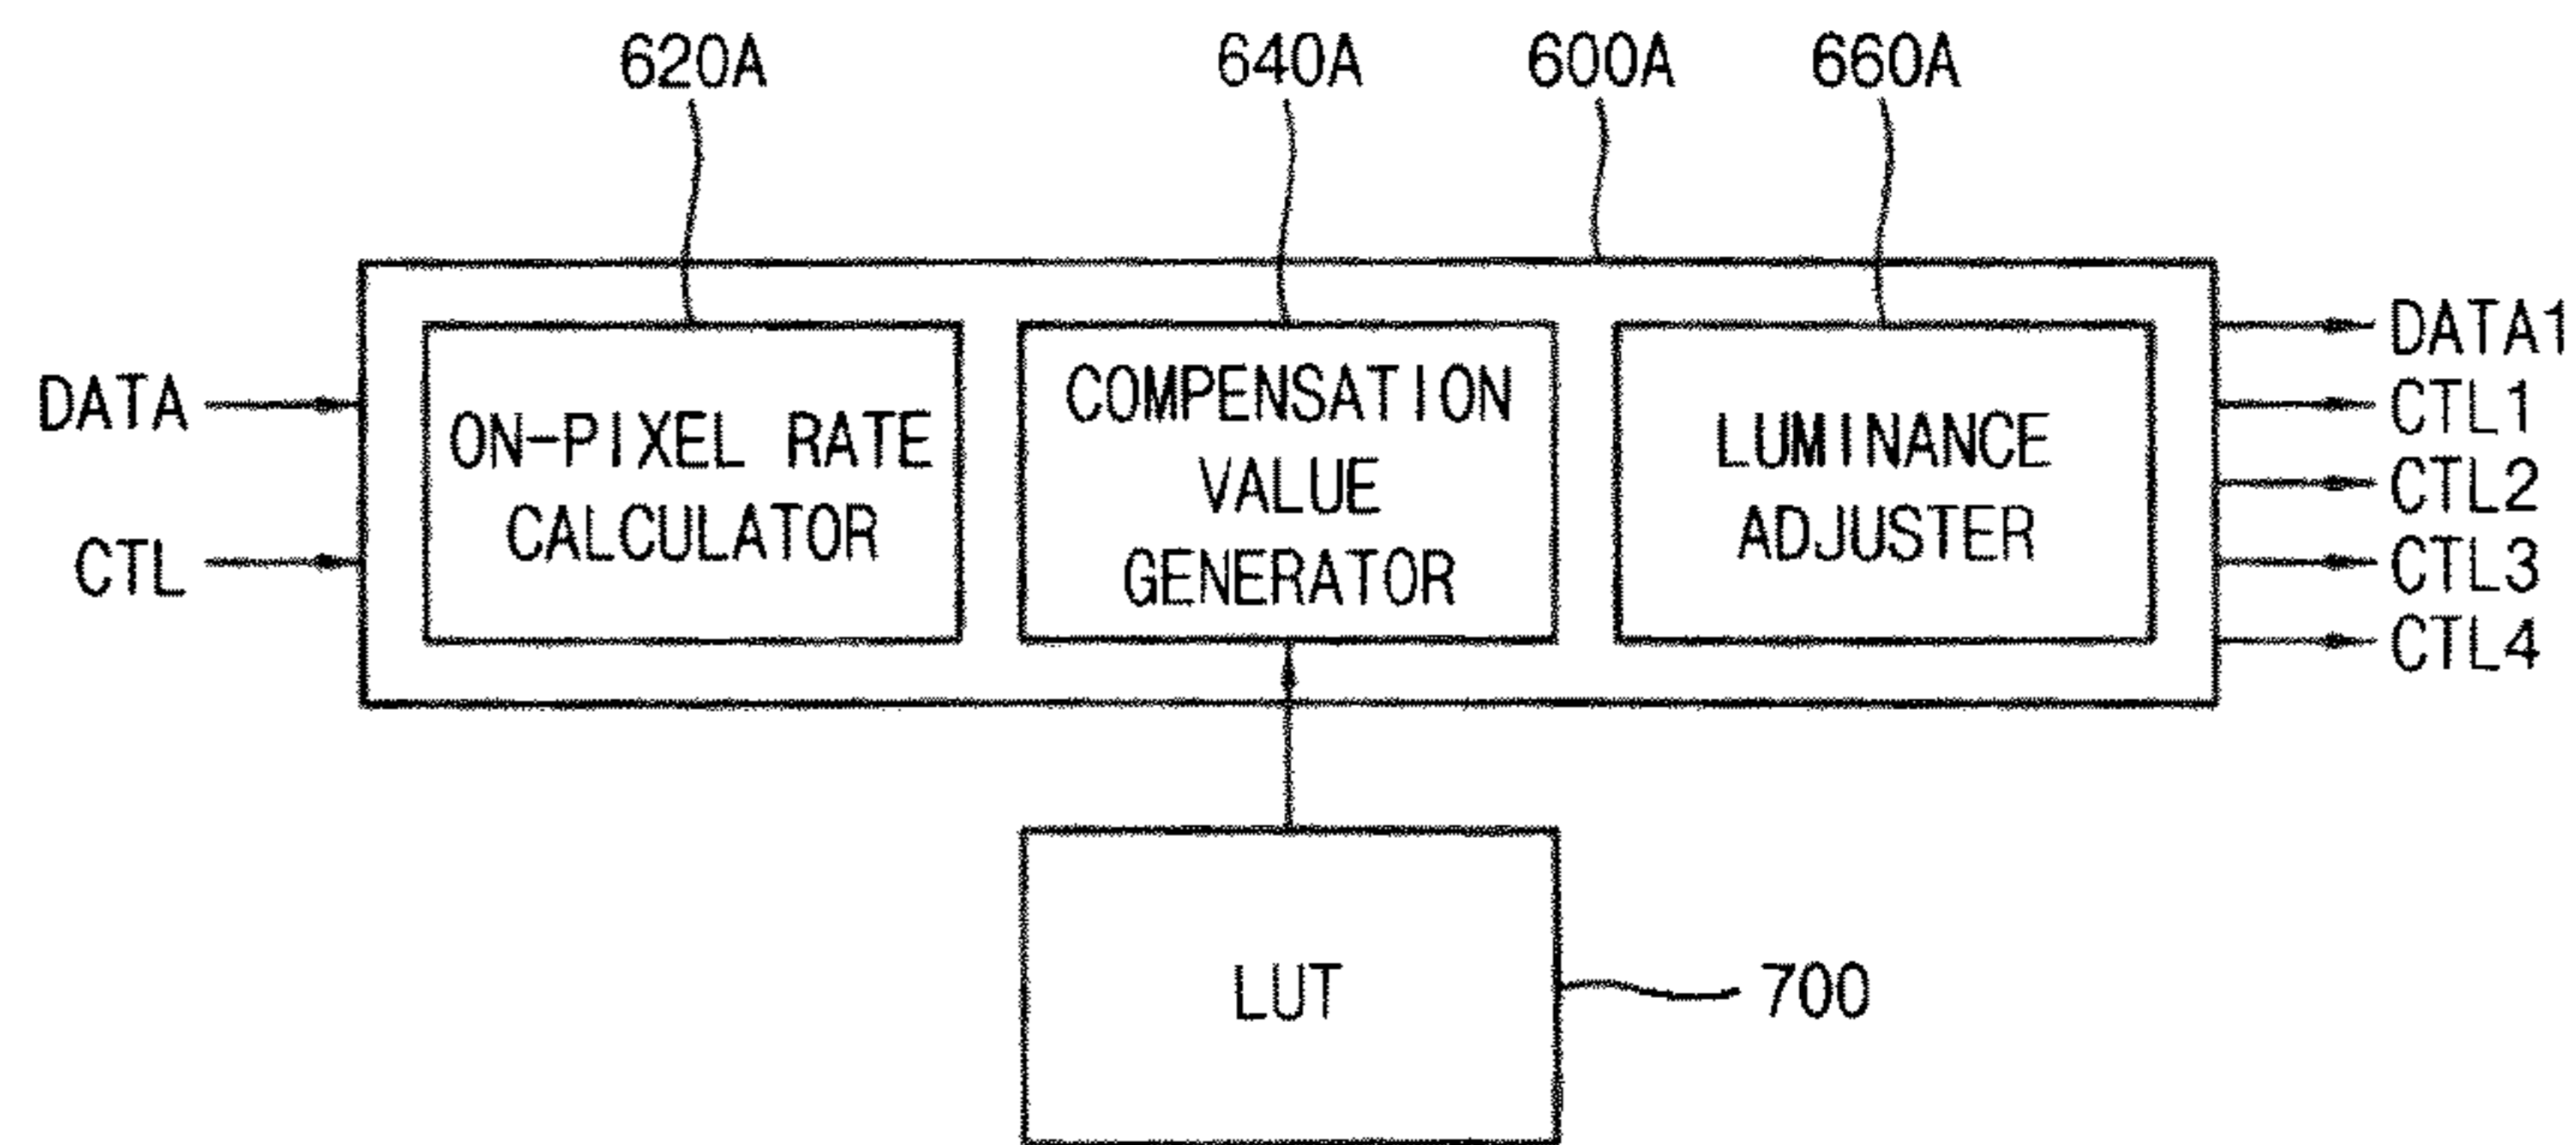 620A 640A 600A 660A
DATA
CTL
ON-PIXEL RATE
CALCULATOR
COMPENSATION
VALUE
GENERATOR
LUMINANCE
ADJUSTER
DATA1
CTL1
CTL2
CTL3
CTL4
LUT
700